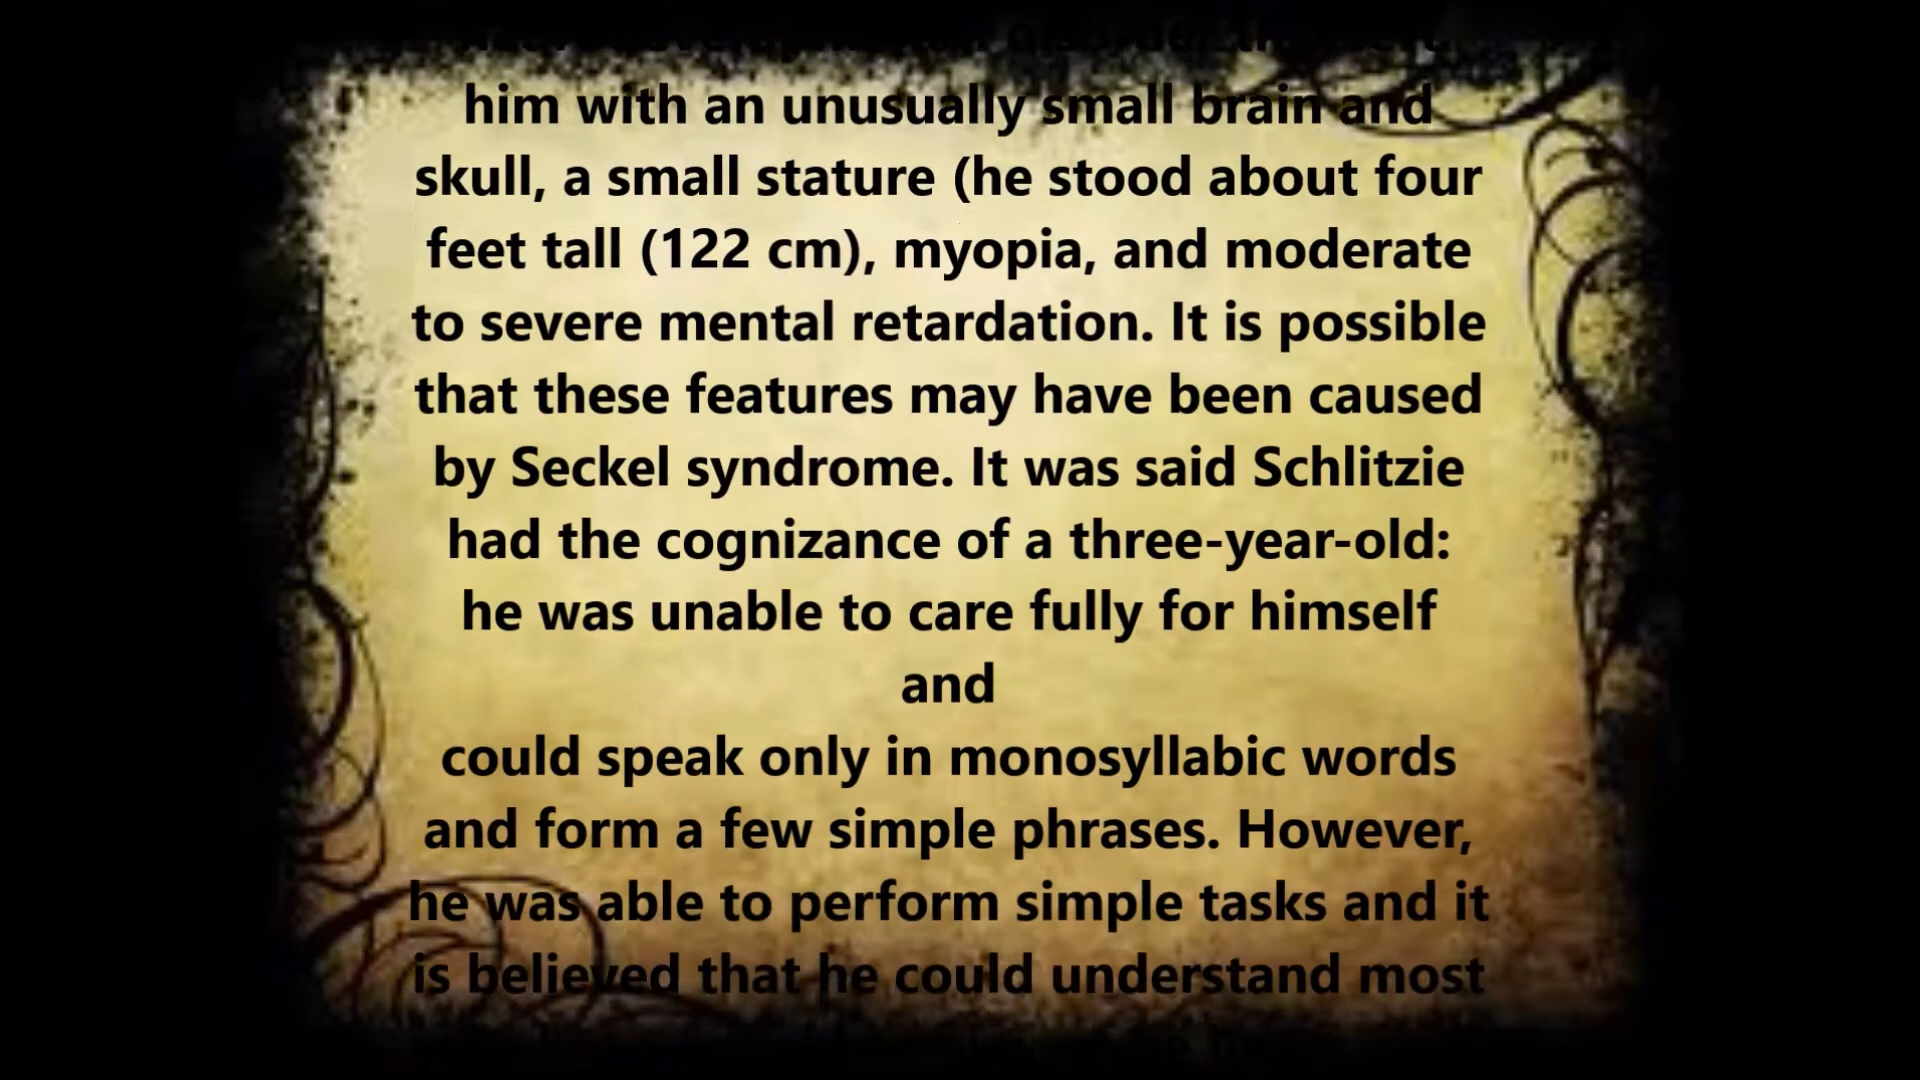 him with an unusually small brain and
skull, a small stature (he stood about four
feet tall (122 cm), myopia, and moderate
to severe mental retardation. It is possible
that these features may have been caused
by Seckel syndrome. It was said Schlitzie
had the cognizance of a three-year-old:
he was unable to care fully for himself
and
could speak only in monosyllabic words
and form a few simple phrases. However,
he was able to perform simple tasks and it
is believed that he could understand most